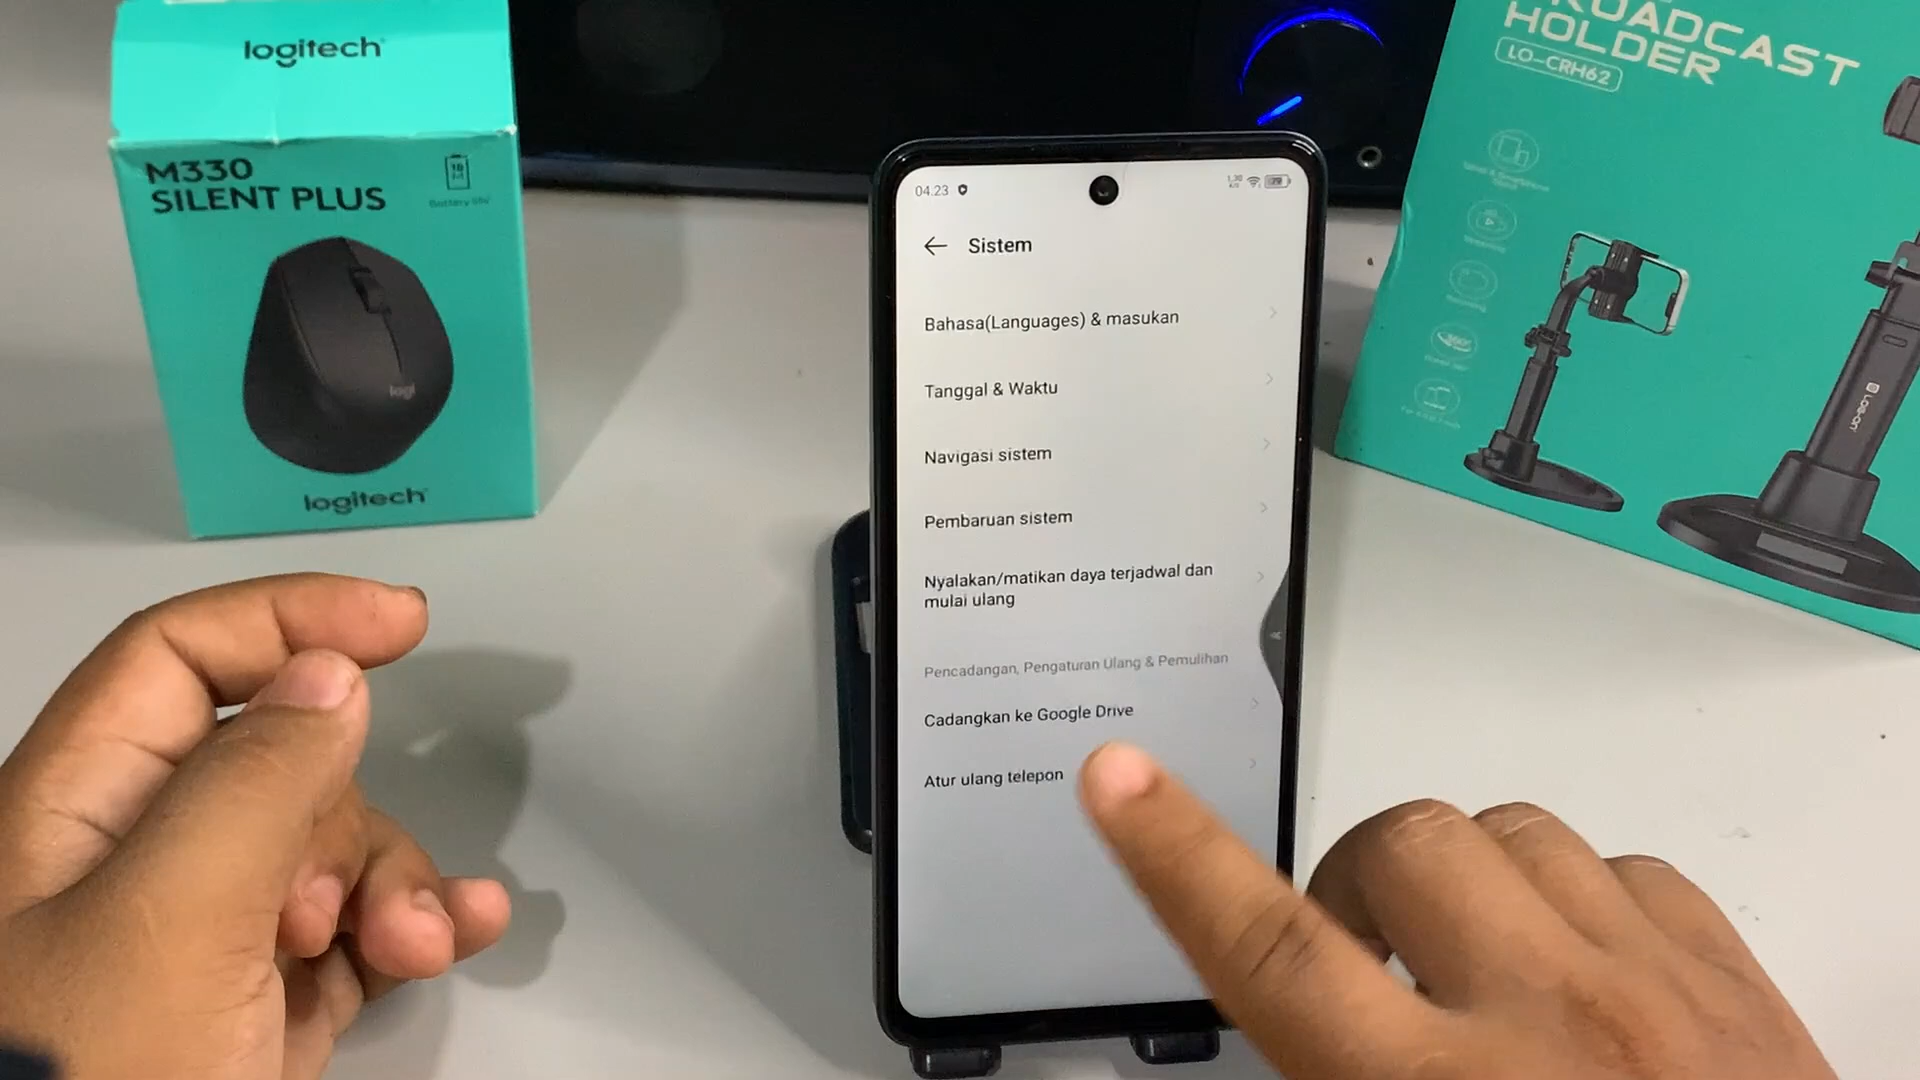 logitech
M330
SILENT PLUS
logi
logitech
HOLDER
LO-CRH62
04.23
Sistem
Bahasa(Languages) & masukan
Tanggal & Waktu
Navigasi sistem
Pembaruan sistem
Nyalakan/matikan daya terjadwal dan
mulai ulang
Pencadangan, Pengaturan Ulang & Pemulihan
Cadangkan ke Google Drive
Atur ulang telepon